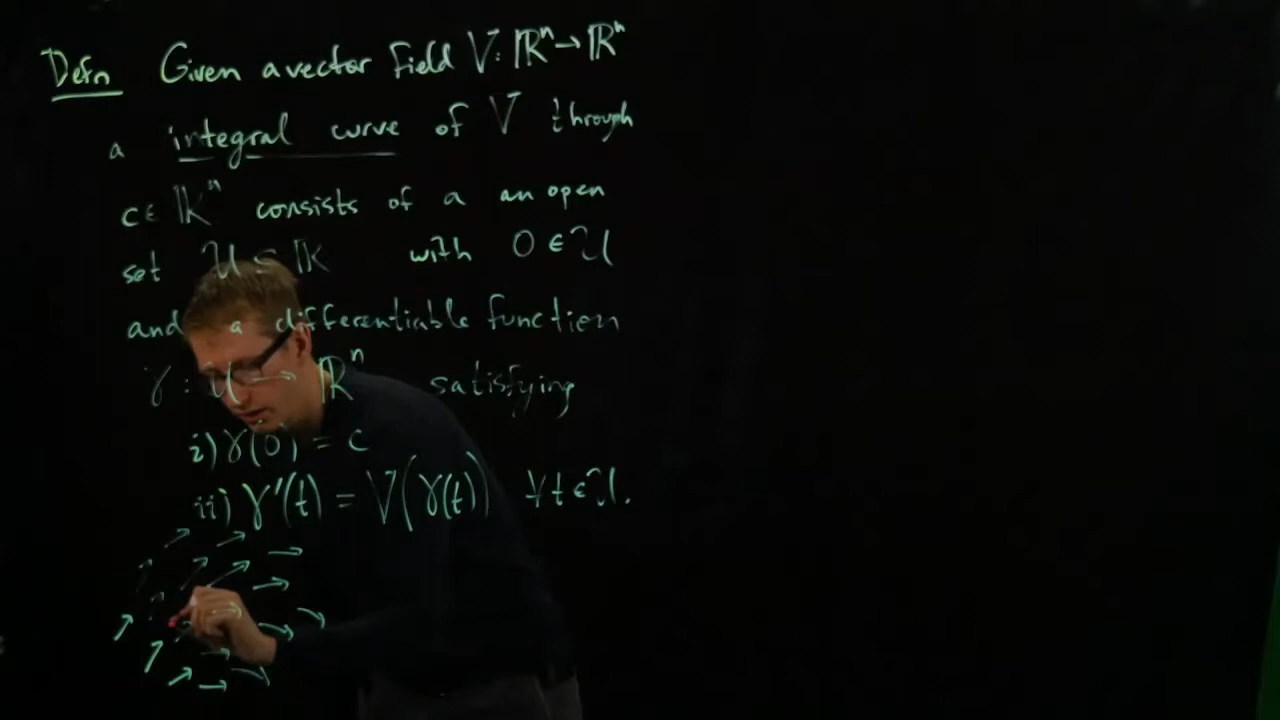 Defn Given a vector field V: ℝⁿ → ℝⁿ
a integral curve of V through
c ∈ ℝⁿ consists of a an open
set U ⊆ ℝ with 0 ∈ U
and a differentiable function
γ : U → ℝⁿ satisfying
i) γ(0) = c
ii) γ'(t) = V(γ(t)) ∀ t ∈ U.